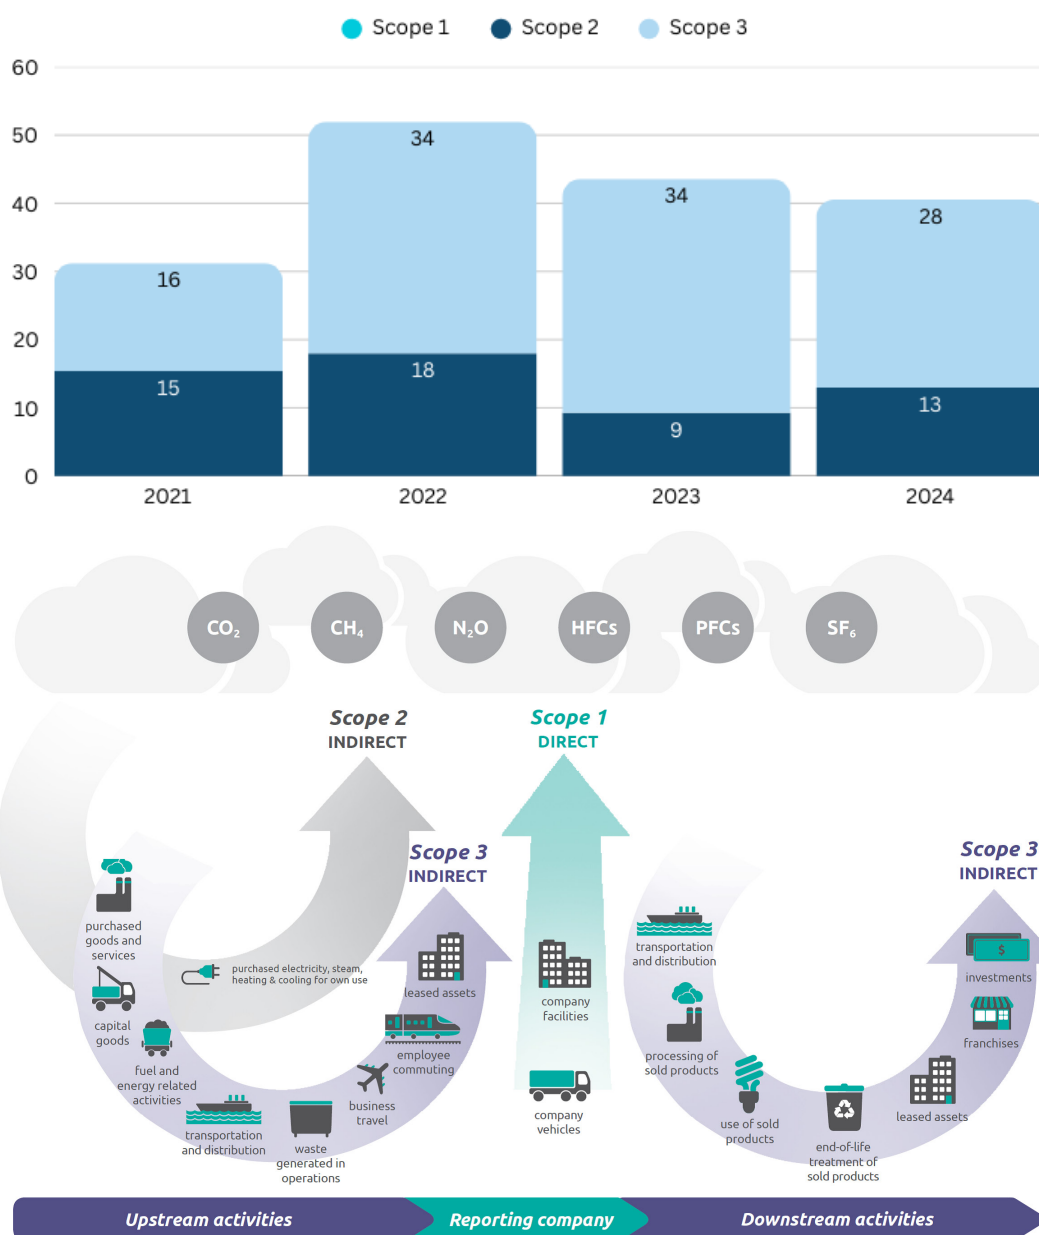 Scope 1
Scope 2
Scope 3
60
50
40
30
20
10
0
34
34
28
16
18
15
13
9
2021
2022
2023
2024
CO₂
CH₄
N₂O
HFCs
PFCs
SF₆
Scope 2
INDIRECT
Scope 1
DIRECT
Scope 3
INDIRECT
Scope 3
INDIRECT
purchased
goods and
services
capital
goods
fuel and
energy related
activities
transportation
and distribution
waste
generated in
operations
business
travel
employee
commuting
leased assets
purchased electricity, steam,
heating & cooling for own use
company
facilities
company
vehicles
transportation
and distribution
processing of
sold products
use of sold
products
end-of-life
treatment of
sold products
leased assets
franchises
$
investments
Upstream activities
Reporting company
Downstream activities